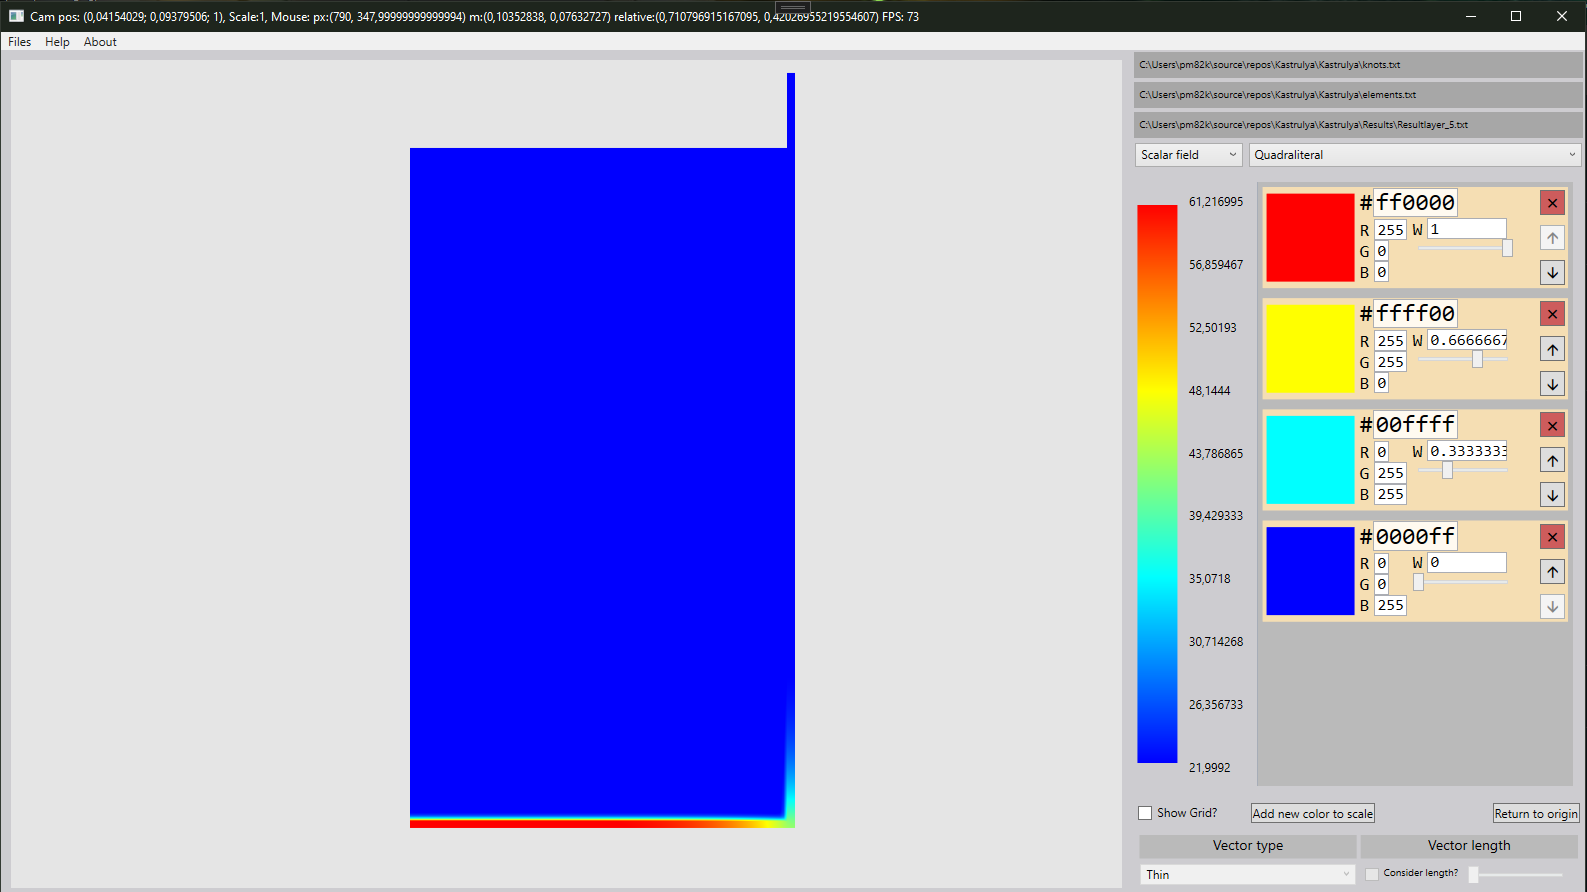 Cam pos: (0,04154029; 0,09379506; 1), Scale:1, Mouse: px:(790, 347,99999999999994) m:(0,10352838, 0,07632727) relative:(0,710796915167095, 0,42026955219554607) FPS: 73
Files Help About
C:\Users\pm82k\source\repos\Kastrulya\Kastrulya\knots.txt
C:\Users\pm82k\source\repos\Kastrulya\Kastrulya\elements.txt
C:\Users\pm82k\source\repos\Kastrulya\Kastrulya\Results\Resultlayer_5.txt
Scalar field Quadraliteral
61,216995
56,859467
52,50193
48,1444
43,786865
39,429333
35,0718
30,714268
26,356733
21,9992
#ff0000
R 255 W 1
G 0
B 0
#ffff00
R 255 W 0.6666667
G 255
B 0
#00ffff
R 0 W 0.3333333
G 255
B 255
#0000ff
R 0 W 0
G 0
B 255
Show Grid? Add new color to scale Return to origin
Vector type Vector length
Thin Consider length?